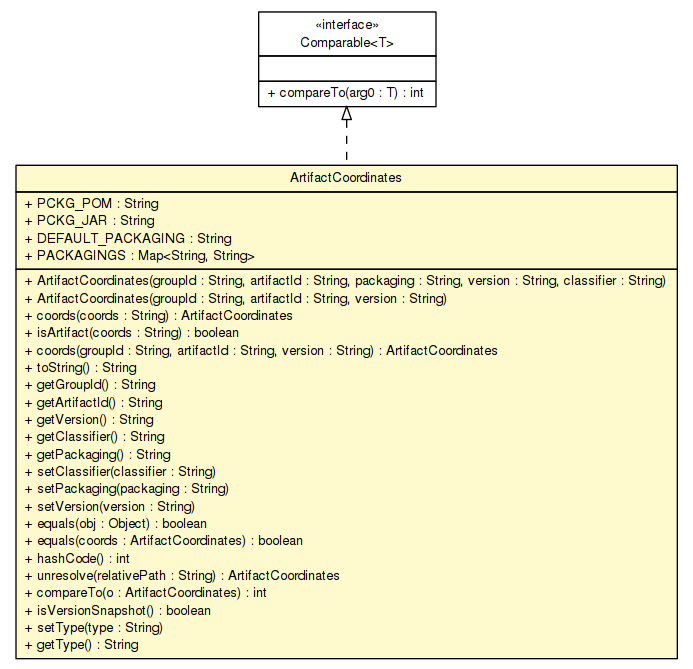 «interface»
Comparable<T>
+ compareTo(arg0 : T) : int
ArtifactCoordinates
+ PCKG_POM : String
+ PCKG_JAR : String
+ DEFAULT_PACKAGING : String
+ PACKAGINGS : Map<String, String>
+ ArtifactCoordinates(groupId : String, artifactId : String, packaging : String, version : String, classifier : String)
+ ArtifactCoordinates(groupId : String, artifactId : String, version : String)
+ coords(coords : String) : ArtifactCoordinates
+ isArtifact(coords : String) : boolean
+ coords(groupId : String, artifactId : String, version : String) : ArtifactCoordinates
+ toString() : String
+ getGroupId() : String
+ getArtifactId() : String
+ getVersion() : String
+ getClassifier() : String
+ getPackaging() : String
+ setClassifier(classifier : String)
+ setPackaging(packaging : String)
+ setVersion(version : String)
+ equals(obj : Object) : boolean
+ equals(coords : ArtifactCoordinates) : boolean
+ hashCode() : int
+ unresolve(relativePath : String) : ArtifactCoordinates
+ compareTo(o : ArtifactCoordinates) : int
+ isVersionSnapshot() : boolean
+ setType(type : String)
+ getType() : String